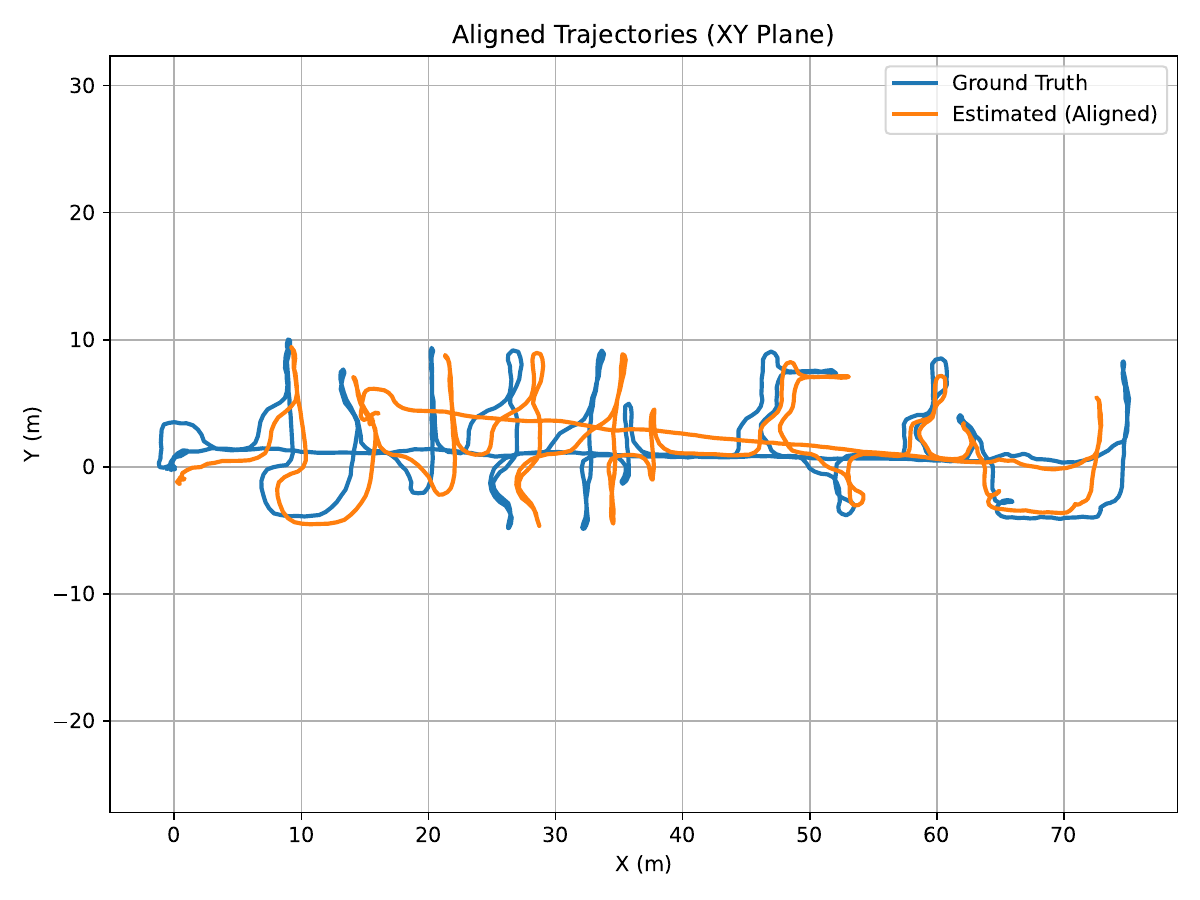 Aligned Trajectories (XY Plane)
Ground Truth
Estimated (Aligned)
30
20
10
0
−10
−20
Y (m)
0 10 20 30 40 50 60 70
X (m)